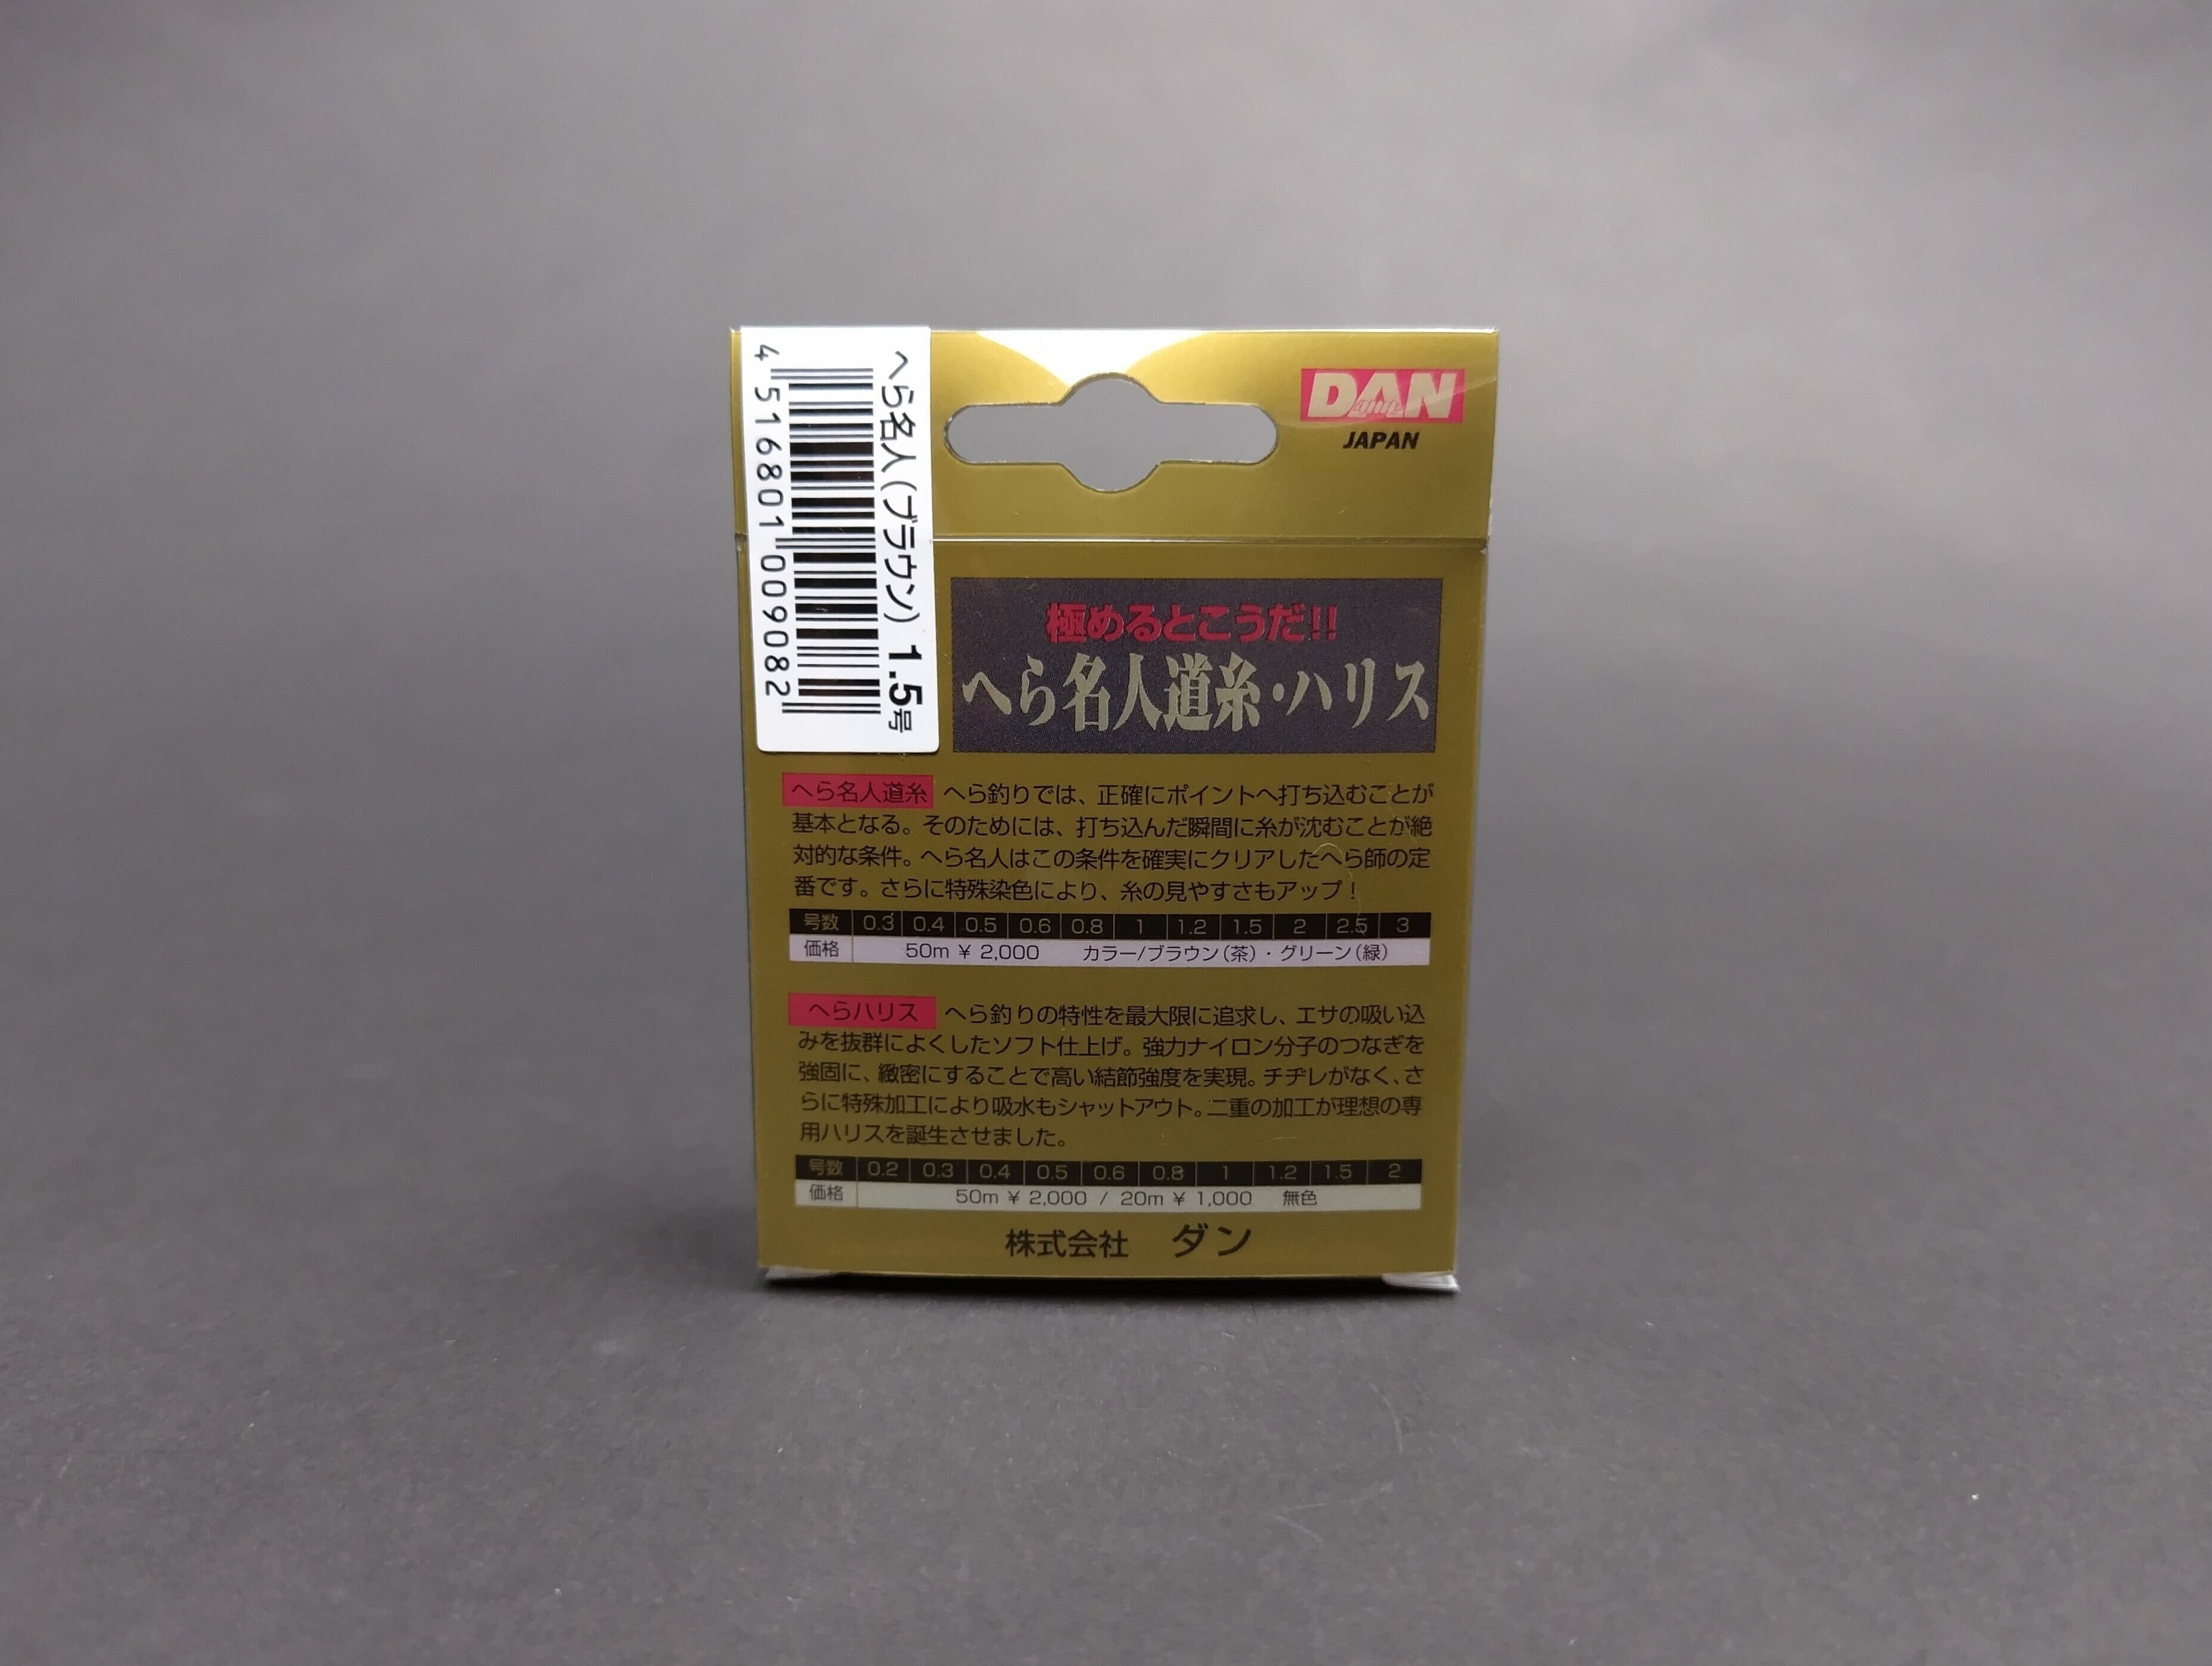 へら名人(ブラウン) 1.5号
4 516801 009082
DAN
JAPAN
極めるとこうだ!!
へら名人道糸・ハリス
へら名人道糸 へら釣りでは、正確にポイントへ打ち込むことが
基本となる。そのためには、打ち込んだ瞬間に糸が沈むことが絶
対的な条件。へら名人はこの条件を確実にクリアしたへら師の定
番です。さらに特殊染色により、糸の見やすさもアップ!
号数 0.3 0.4 0.5 0.6 0.8 1 1.2 1.5 2 2.5 3
価格 50m ¥ 2,000 カラー/ブラウン(茶)・グリーン(緑)
へらハリス へら釣りの特性を最大限に追求し、エサの吸い込
みを抜群によくしたソフト仕上げ。強力ナイロン分子のつなぎを
強固に、緻密にすることで高い結節強度を実現。チヂレがなく、さ
らに特殊加工により吸水もシャットアウト。二重の加工が理想の専
用ハリスを誕生させました。
号数 0.2 0.3 0.4 0.5 0.6 0.8 1 1.2 1.5 2
価格 50m ¥ 2,000 / 20m ¥ 1,000 無色
株式会社 ダン